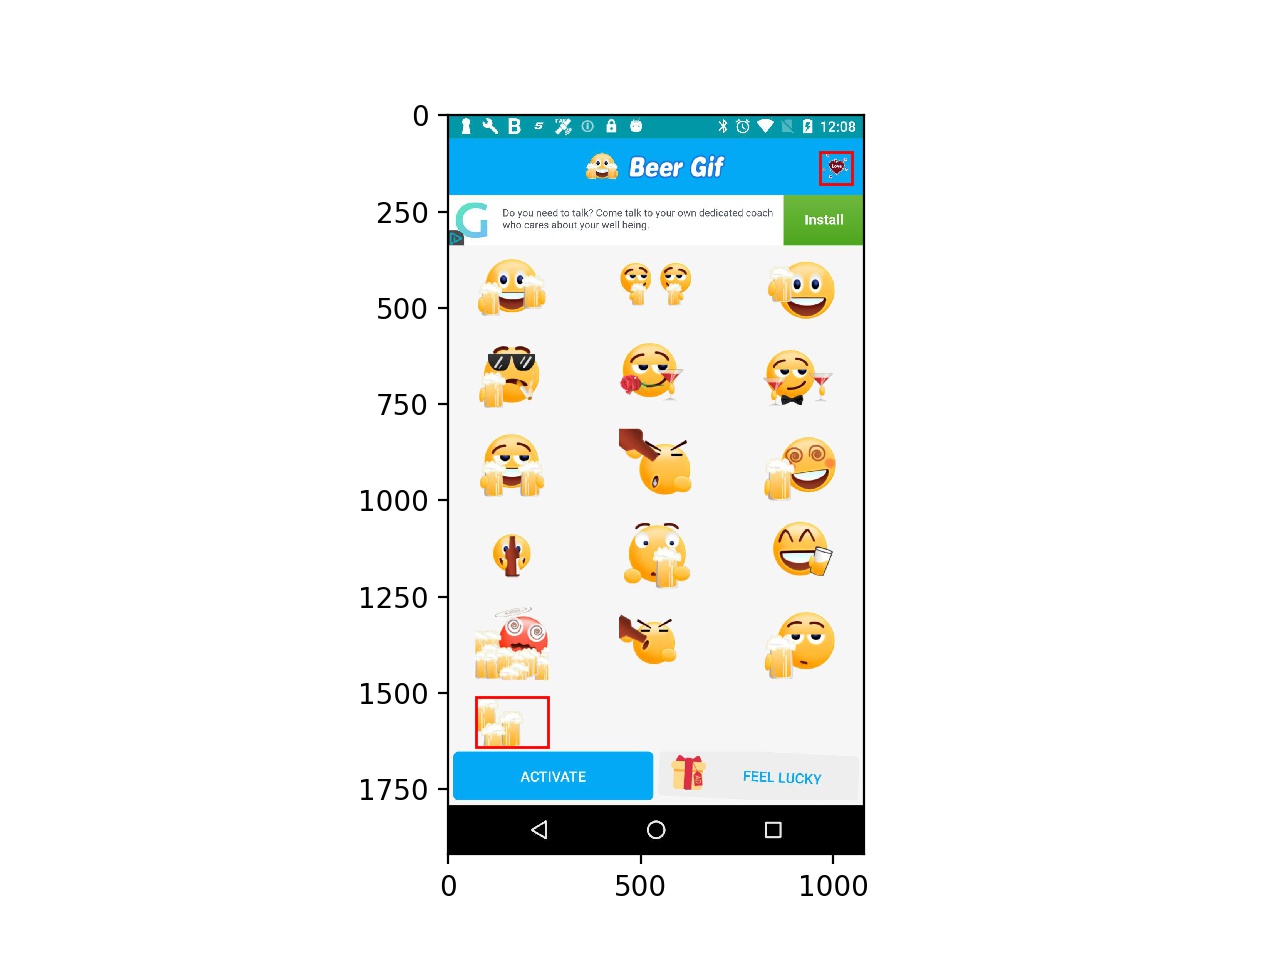 0
250
500
750
1000
1250
1500
1750
0
500
1000
12:08
Beer Gif
Love
G
Do you need to talk? Come talk to your own dedicated coach
who cares about your well being.
Install
ACTIVATE
FEEL LUCKY